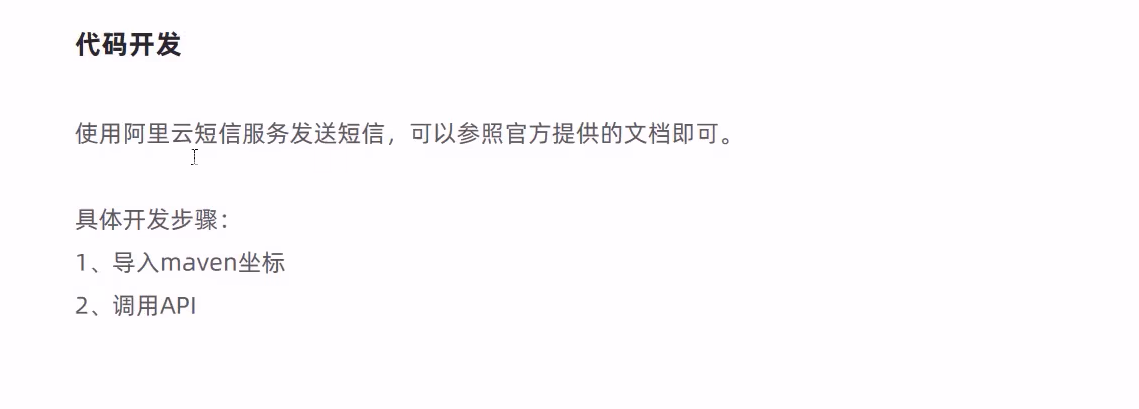 代码开发
使用阿里云短信服务发送短信，可以参照官方提供的文档即可。
具体开发步骤：
1、导入maven坐标
2、调用API